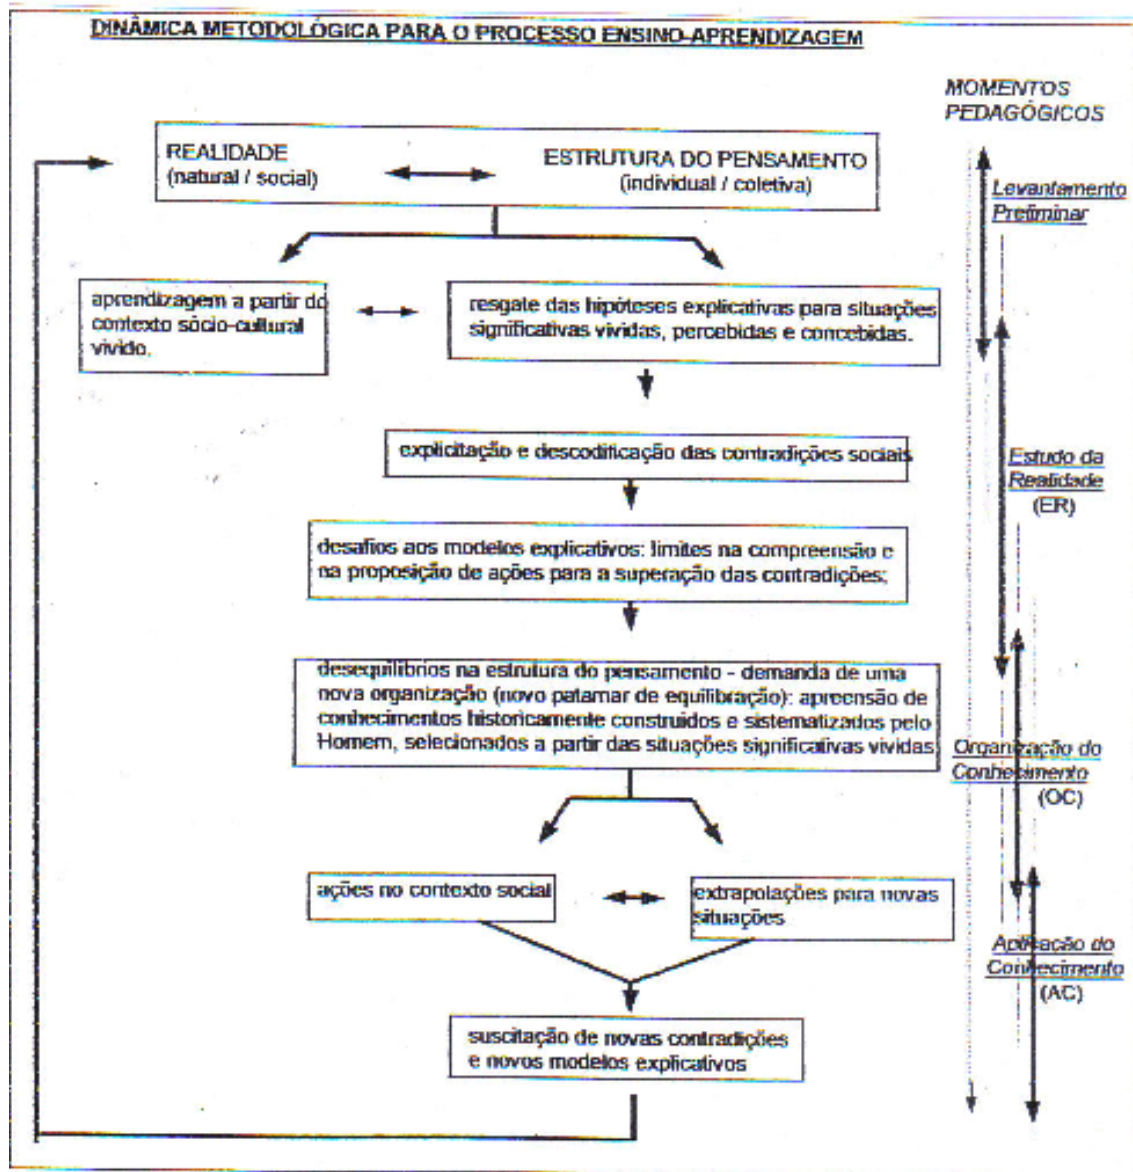 DINÂMICA METODOLÓGICA PARA O PROCESSO ENSINO-APRENDIZAGEM
MOMENTOS
PEDAGÓGICOS
REALIDADE
(natural / social)
ESTRUTURA DO PENSAMENTO
(individual / coletiva)
Levantamento
Preliminar
aprendizagem a partir do
contexto sócio-cultural
vivido.
resgate das hipóteses explicativas para situações
significativas vividas, percebidas e concebidas.
explicitação e descodificação das contradições sociais
Estudo da
Realidade
(ER)
desafios aos modelos explicativos: limites na compreensão e
na proposição de ações para a superação das contradições;
desequilíbrios na estrutura do pensamento - demanda de uma
nova organização (novo patamar de equilibração): apreensão de
conhecimentos historicamente construidos e sistematizados pelo
Homem, selecionados a partir das situações significativas vividas
Organização do
Conhecimento
(OC)
ações no contexto social
extrapolações para novas
situações
Aplicação do
Conhecimento
(AC)
suscitação de novas contradições
e novos modelos explicativos